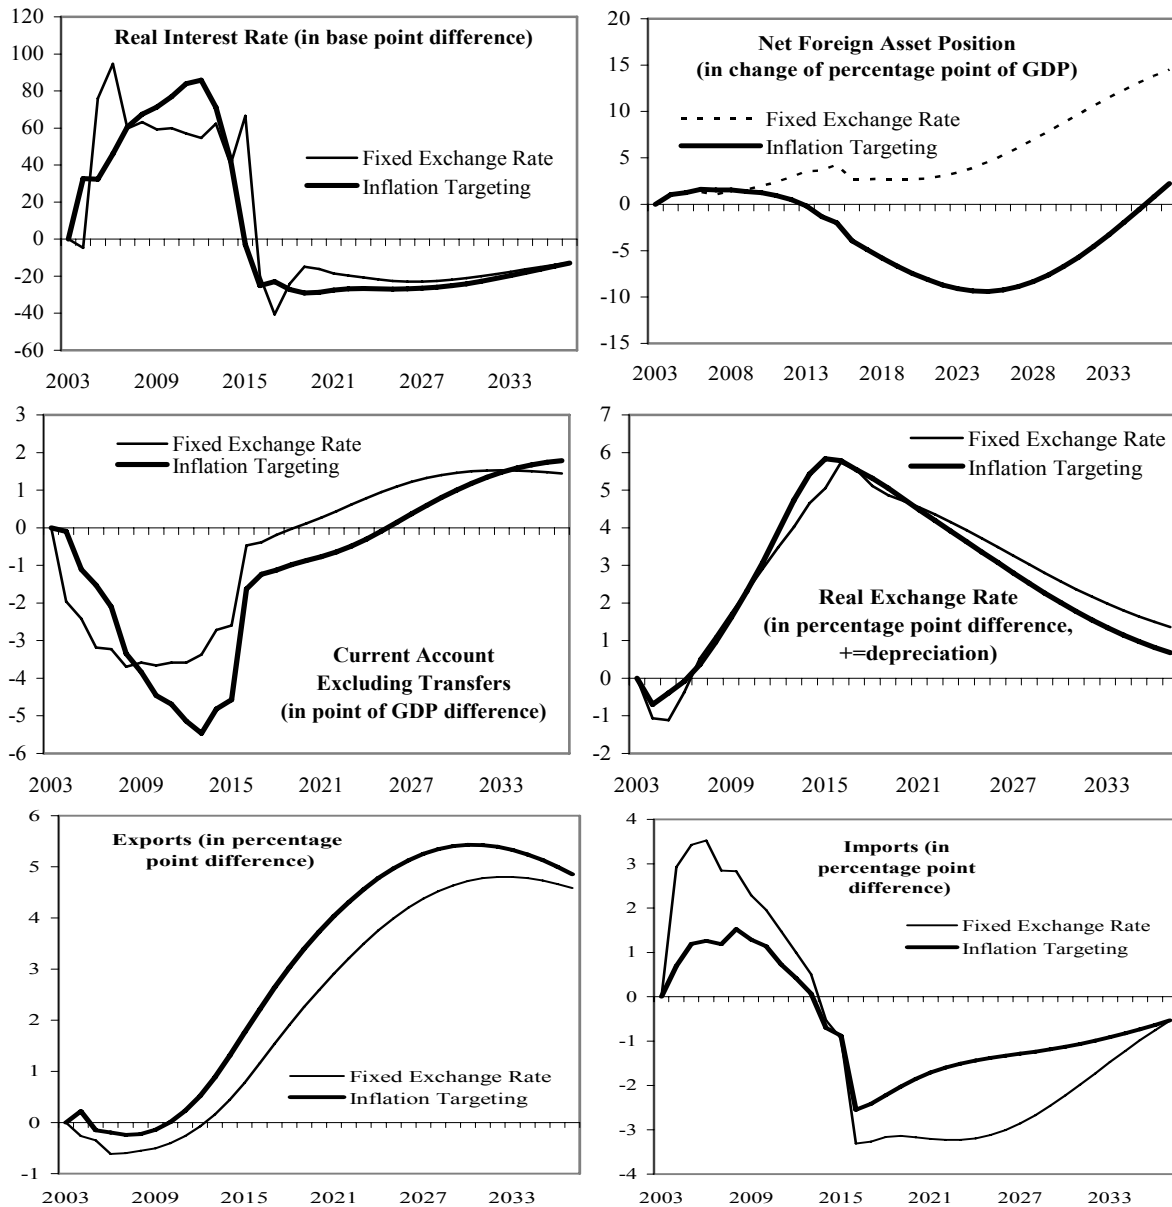 120
100
80
60
40
20
0
-20
-40
-60
Real Interest Rate (in base point difference)
Fixed Exchange Rate
Inflation Targeting
2003 2009 2015 2021 2027 2033
20
15
10
5
0
-5
-10
-15
Net Foreign Asset Position
(in change of percentage point of GDP)
Fixed Exchange Rate
Inflation Targeting
2003 2008 2013 2018 2023 2028 2033
3
2
1
0
-1
-2
-3
-4
-5
-6
Fixed Exchange Rate
Inflation Targeting
Current Account
Excluding Transfers
(in point of GDP difference)
2003 2009 2015 2021 2027 2033
7
6
5
4
3
2
1
0
-1
-2
Fixed Exchange Rate
Inflation Targeting
Real Exchange Rate
(in percentage point difference,
+=depreciation)
2003 2009 2015 2021 2027 2033
6
5
4
3
2
1
0
-1
Exports (in percentage
point difference)
Fixed Exchange Rate
Inflation Targeting
2003 2009 2015 2021 2027 2033
4
3
2
1
0
-1
-2
-3
-4
Imports (in
percentage point
difference)
Fixed Exchange Rate
Inflation Targeting
2003 2009 2015 2021 2027 2033